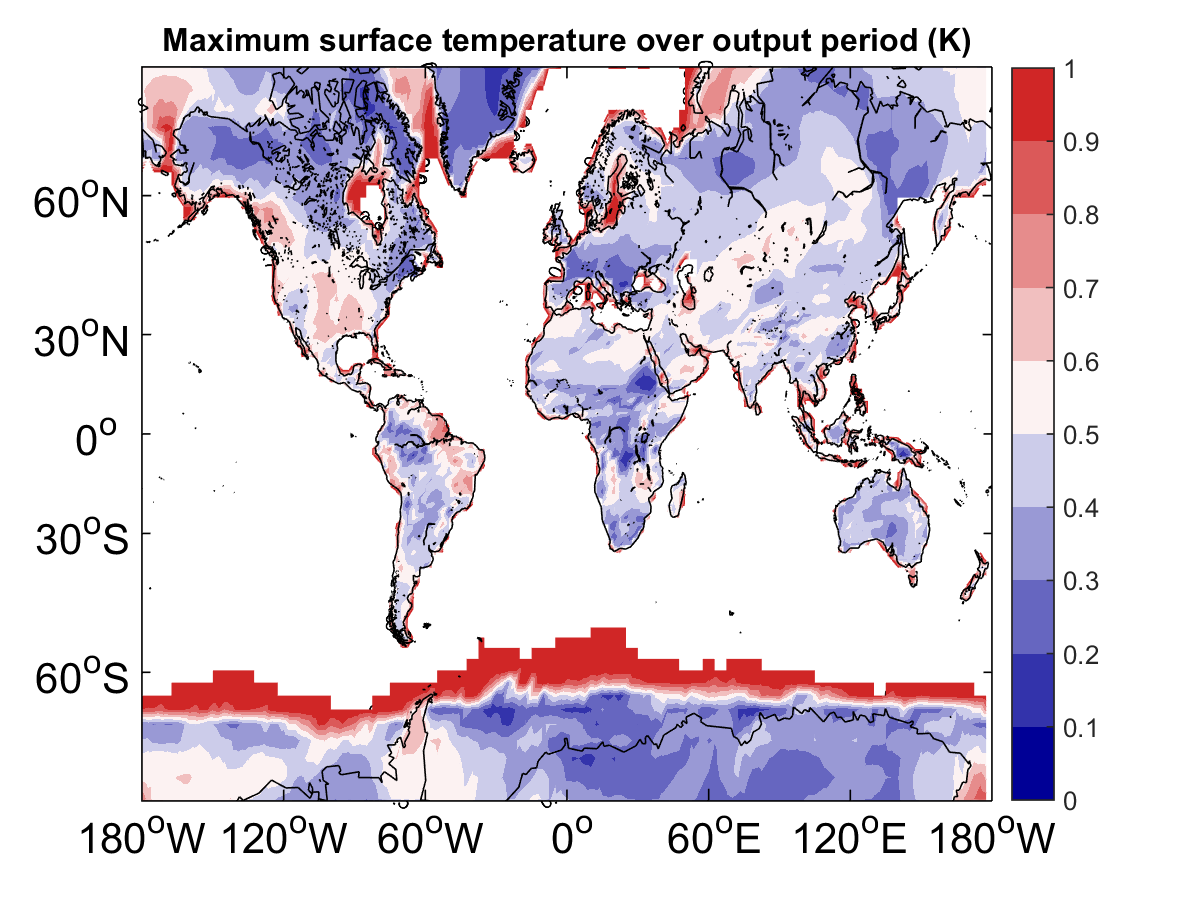 Maximum surface temperature over output period (K)
60°N
30°N
0°
30°S
60°S
180°W 120°W 60°W 0° 60°E 120°E 180°W
1
0.9
0.8
0.7
0.6
0.5
0.4
0.3
0.2
0.1
0